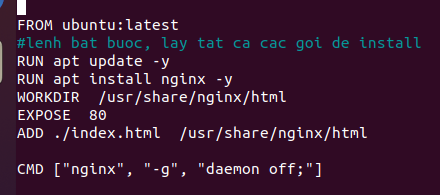 FROM ubuntu:latest
#lenh bat buoc, lay tat ca cac goi de install
RUN apt update -y
RUN apt install nginx -y
WORKDIR  /usr/share/nginx/html
EXPOSE  80
ADD ./index.html  /usr/share/nginx/html
CMD ["nginx", "-g", "daemon off;"]